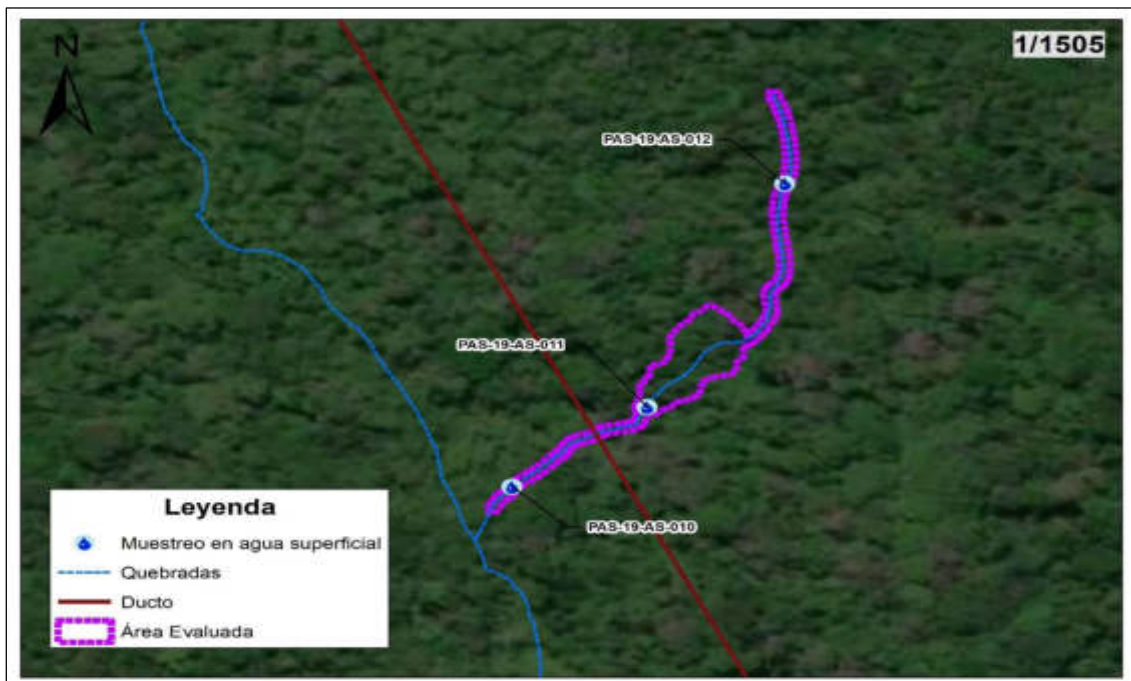 N
1/1505
PAS-19-AS-012
PAS-19-AS-011
PAS-19-AS-010
Leyenda
Muestreo en agua superficial
Quebradas
Ducto
Área Evaluada